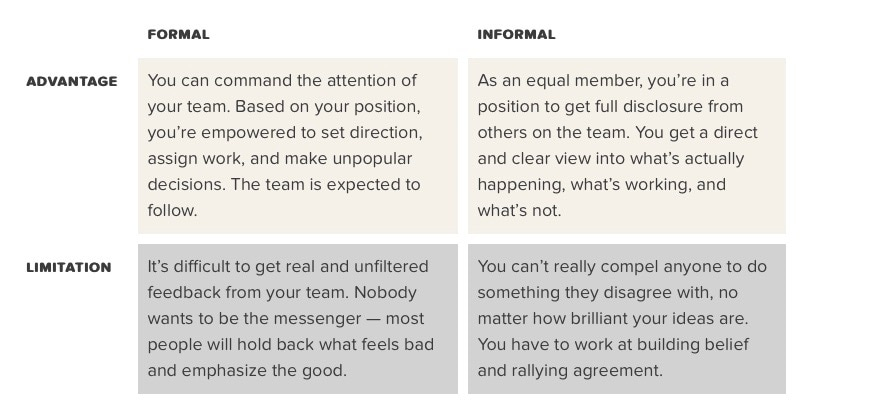 FORMAL
INFORMAL
ADVANTAGE
You can command the attention of
your team. Based on your position,
you’re empowered to set direction,
assign work, and make unpopular
decisions. The team is expected to
follow.
As an equal member, you’re in a
position to get full disclosure from
others on the team. You get a direct
and clear view into what’s actually
happening, what’s working, and
what’s not.
LIMITATION
It’s difficult to get real and unfiltered
feedback from your team. Nobody
wants to be the messenger — most
people will hold back what feels bad
and emphasize the good.
You can’t really compel anyone to do
something they disagree with, no
matter how brilliant your ideas are.
You have to work at building belief
and rallying agreement.